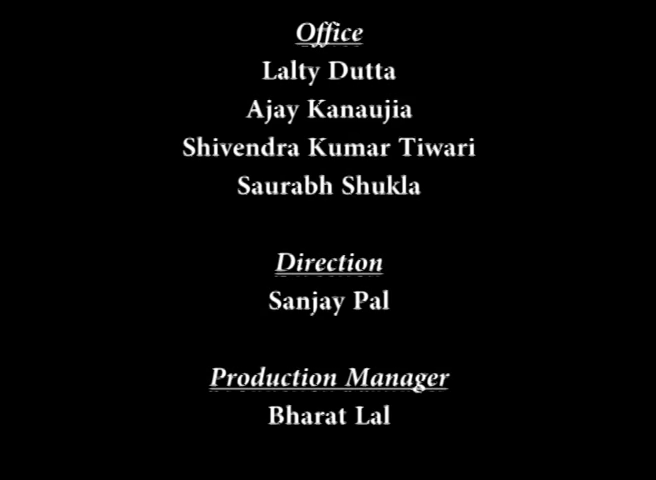 Office
Lalty Dutta
Ajay Kanaujia
Shivendra Kumar Tiwari
Saurabh Shukla
Direction
Sanjay Pal
Production Manager
Bharat Lal